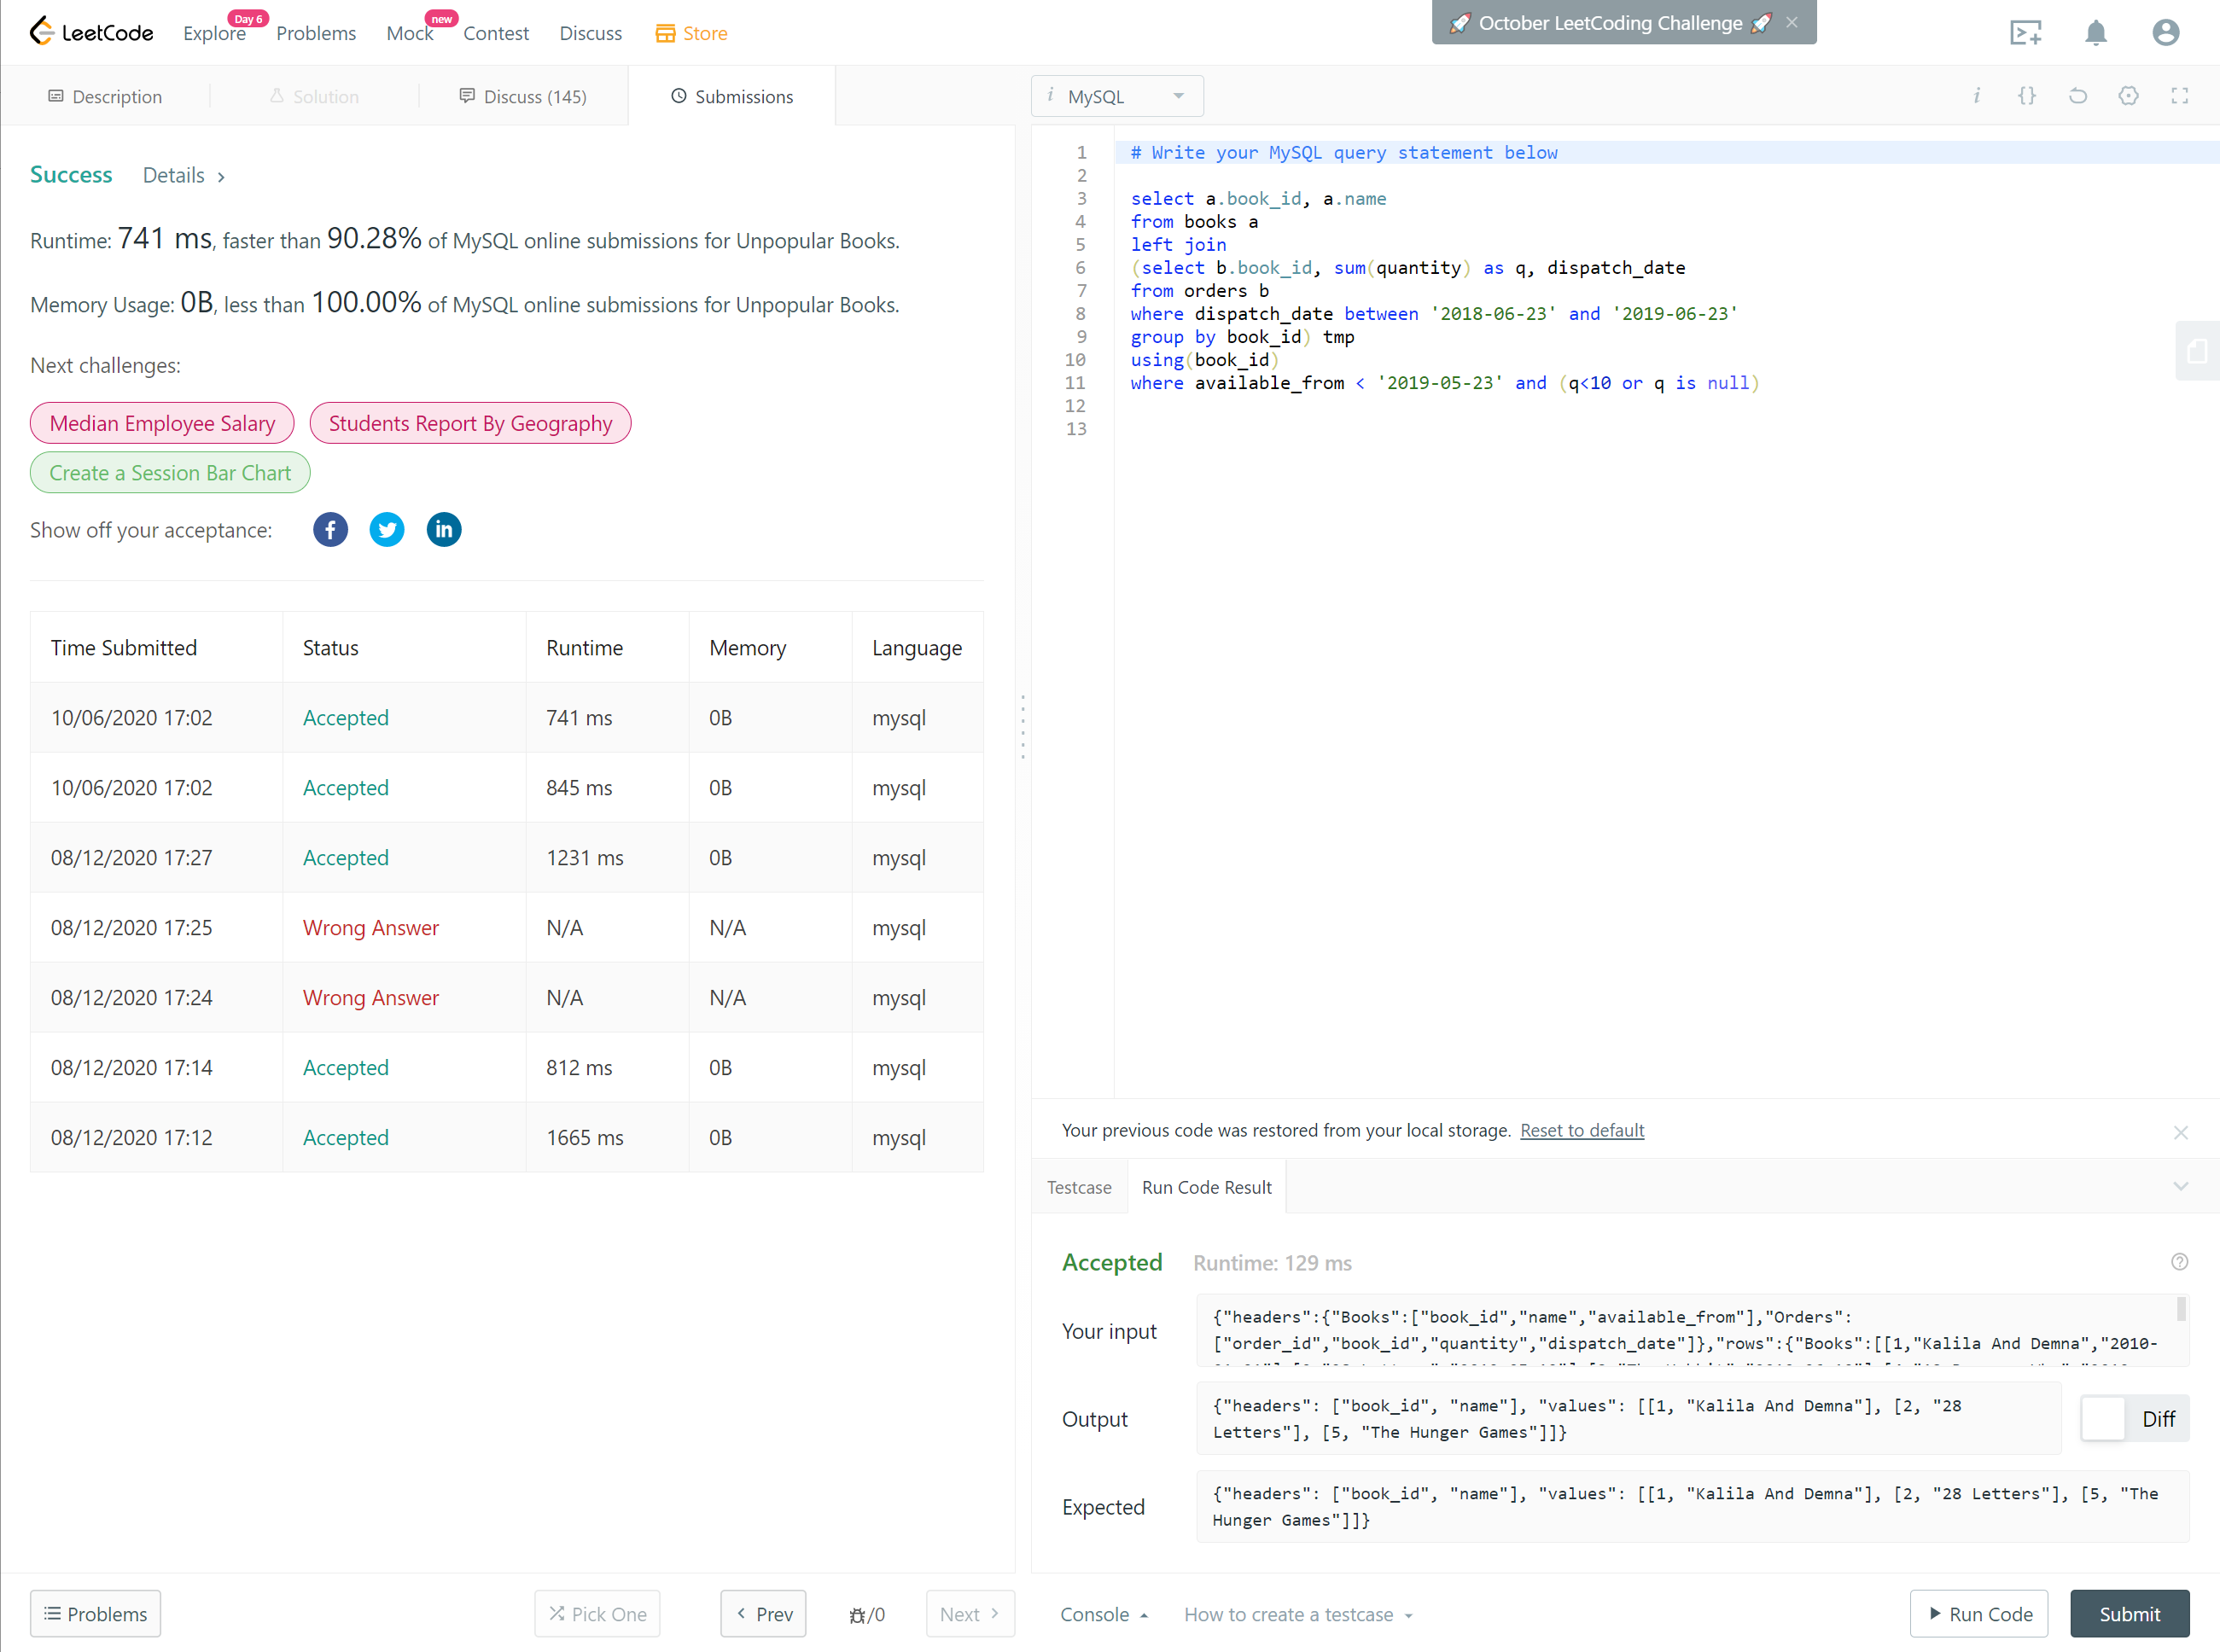 LeetCode
Explore
Day 6
Problems
Mock
new
Contest
Discuss
Store
🚀 October LeetCoding Challenge 🚀 ×
Description
Solution
Discuss (145)
Submissions
i MySQL
Success Details >
Runtime: 741 ms, faster than 90.28% of MySQL online submissions for Unpopular Books.
Memory Usage: 0B, less than 100.00% of MySQL online submissions for Unpopular Books.
Next challenges:
Median Employee Salary
Students Report By Geography
Create a Session Bar Chart
Show off your acceptance:
Time Submitted Status Runtime Memory Language
10/06/2020 17:02 Accepted 741 ms 0B mysql
10/06/2020 17:02 Accepted 845 ms 0B mysql
08/12/2020 17:27 Accepted 1231 ms 0B mysql
08/12/2020 17:25 Wrong Answer N/A N/A mysql
08/12/2020 17:24 Wrong Answer N/A N/A mysql
08/12/2020 17:14 Accepted 812 ms 0B mysql
08/12/2020 17:12 Accepted 1665 ms 0B mysql
1 # Write your MySQL query statement below
2
3 select a.book_id, a.name
4 from books a
5 left join
6 (select b.book_id, sum(quantity) as q, dispatch_date
7 from orders b
8 where dispatch_date between '2018-06-23' and '2019-06-23'
9 group by book_id) tmp
10 using(book_id)
11 where available_from < '2019-05-23' and (q<10 or q is null)
12
13
Your previous code was restored from your local storage. Reset to default
Testcase
Run Code Result
Accepted Runtime: 129 ms
Your input
{"headers":{"Books":["book_id","name","available_from"],"Orders":
["order_id","book_id","quantity","dispatch_date"]},"rows":{"Books":[[1,"Kalila And Demna","2010-
Output
{"headers": ["book_id", "name"], "values": [[1, "Kalila And Demna"], [2, "28
Letters"], [5, "The Hunger Games"]]}
Diff
Expected
{"headers": ["book_id", "name"], "values": [[1, "Kalila And Demna"], [2, "28 Letters"], [5, "The
Hunger Games"]]}
Problems
Pick One
< Prev
/0
Next >
Console
How to create a testcase
Run Code
Submit